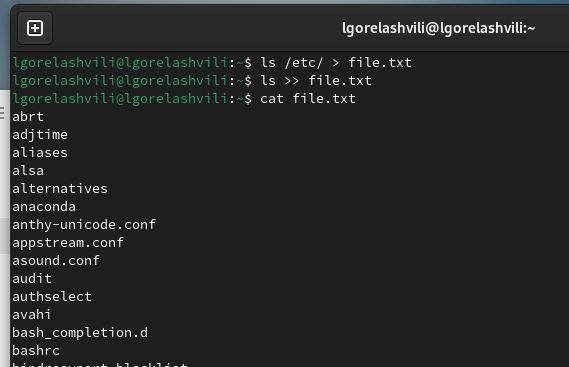 lgorelashvili@lgorelashvili:~
lgorelashvili@lgorelashvili:~$ ls /etc/ > file.txt
lgorelashvili@lgorelashvili:~$ ls >> file.txt
lgorelashvili@lgorelashvili:~$ cat file.txt
abrt
adjtime
aliases
alsa
alternatives
anaconda
anthy-unicode.conf
appstream.conf
asound.conf
audit
authselect
avahi
bash_completion.d
bashrc